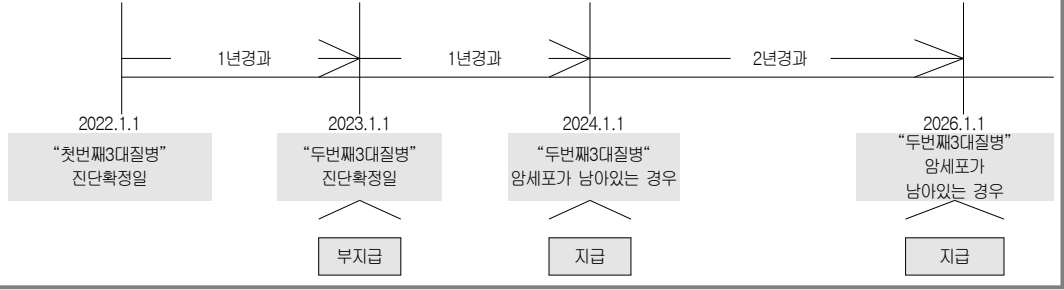 1년경과
1년경과
2년경과
2022.1.1
2023.1.1
2024.1.1
2026.1.1
“첫번째3대질병”
진단확정일
“두번째3대질병”
진단확정일
“두번째3대질병“
암세포가 남아있는 경우
“두번째3대질병”
암세포가
남아있는 경우
부지급
지급
지급